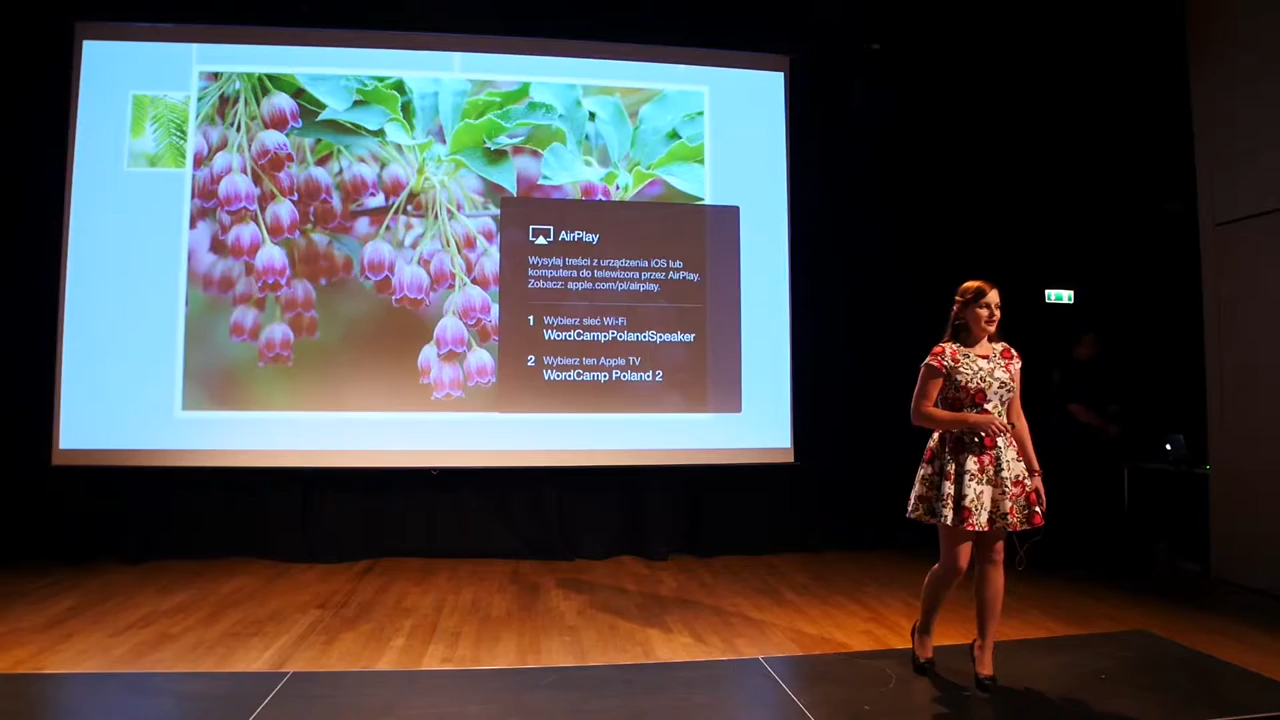 AirPlay
Wysyłaj treści z urządzenia iOS lub
komputera do telewizora przez AirPlay.
Zobacz: apple.com/pl/airplay.
1 Wybierz sieć Wi-Fi
WordCampPolandSpeaker
2 Wybierz ten Apple TV
WordCamp Poland 2